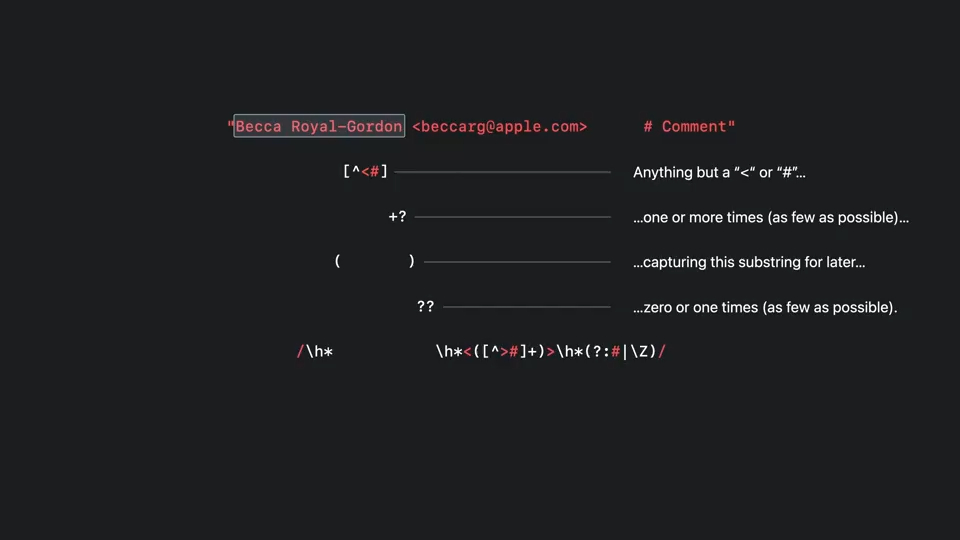 "Becca Royal-Gordon <beccarg@apple.com> # Comment"
[^<#] Anything but a “<“ or “#”…
+? …one or more times (as few as possible)…
( ) …capturing this substring for later…
?? …zero or one times (as few as possible).
/\h* \h*<([^>#]+)>\h*(?:#|\Z)/